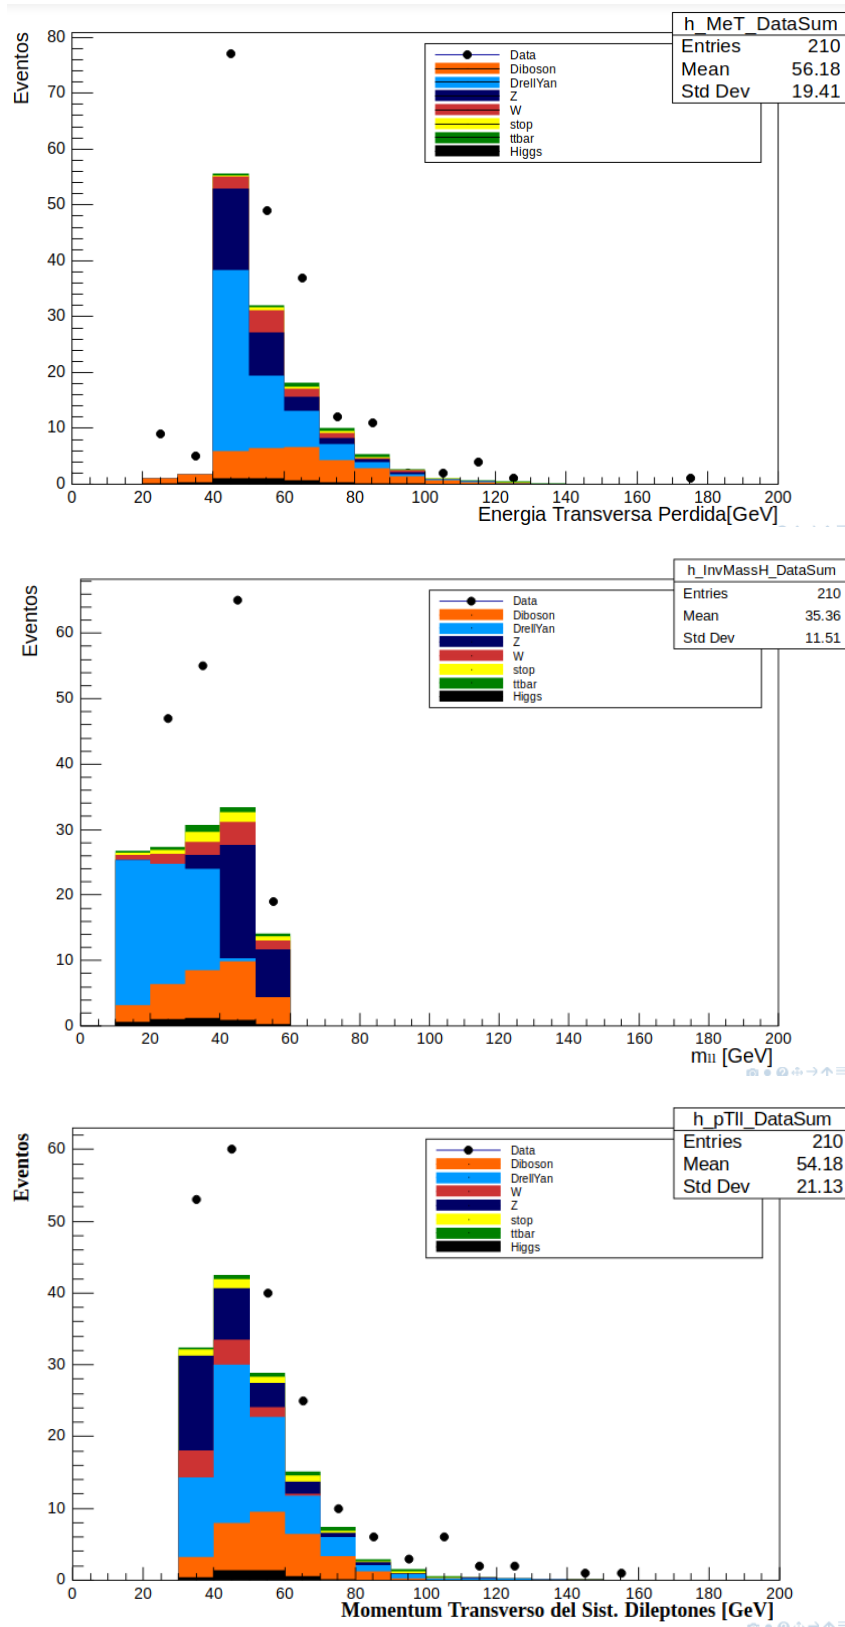 h_MeT_DataSum
Entries 210
Mean 56.18
Std Dev 19.41
Eventos
80
70
60
50
40
30
20
10
0
Data
Diboson
DrellYan
Z
W
stop
ttbar
Higgs
0 20 40 60 80 100 120 140 160 180 200
Energia Transversa Perdida[GeV]
h_InvMassH_DataSum
Entries 210
Mean 35.36
Std Dev 11.51
Eventos
60
50
40
30
20
10
0
Data
Diboson
DrellYan
Z
W
stop
ttbar
Higgs
0 20 40 60 80 100 120 140 160 180 200
mll [GeV]
h_pTll_DataSum
Entries 210
Mean 54.18
Std Dev 21.13
Eventos
60
50
40
30
20
10
0
Data
Diboson
DrellYan
W
Z
stop
ttbar
Higgs
0 20 40 60 80 100 120 140 160 180 200
Momentum Transverso del Sist. Dileptones [GeV]